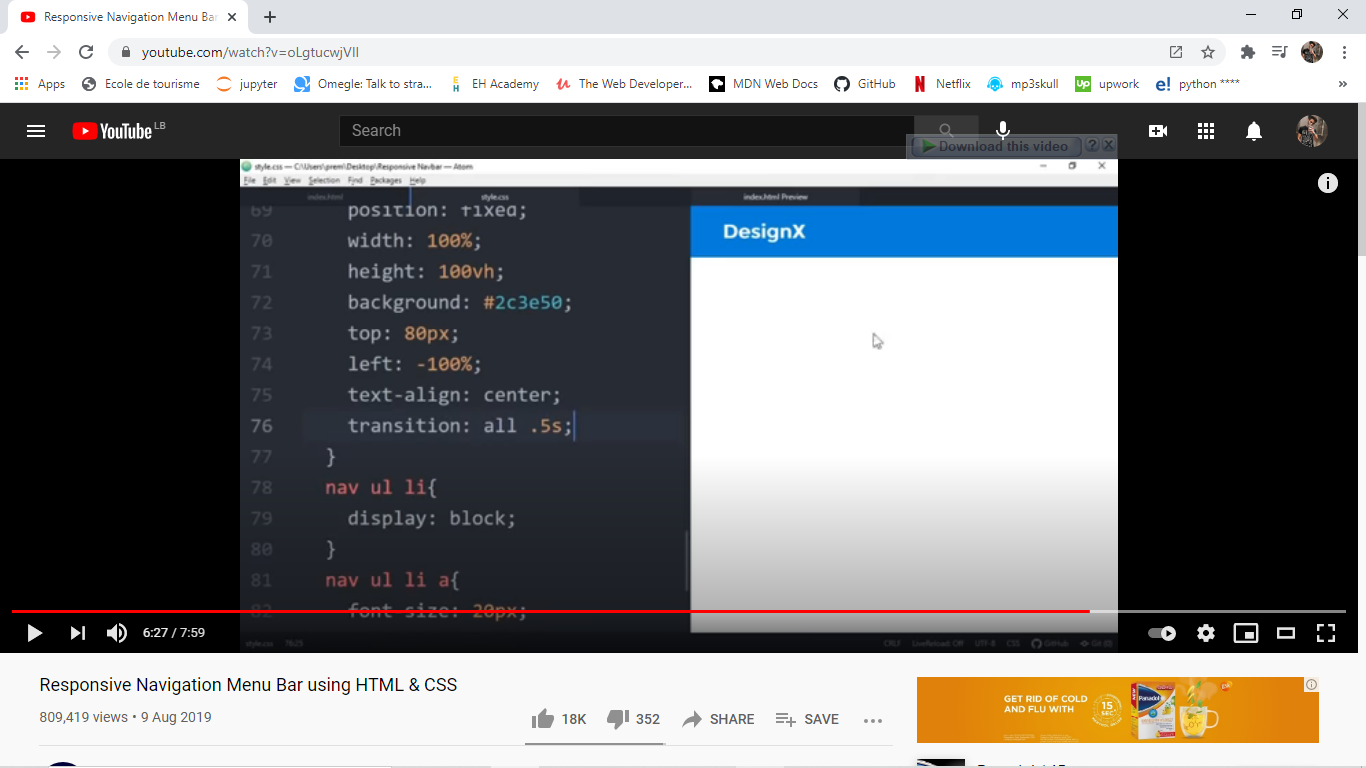 Responsive Navigation Menu Bar
youtube.com/watch?v=oLgtucwjVII
Apps
Ecole de tourisme
jupyter
Omegle: Talk to stra...
EH Academy
The Web Developer...
MDN Web Docs
GitHub
Netflix
mp3skull
upwork
python ****
YouTube LB
Search
Download this video
style.css — C:\Users\prem\Desktop\Responsive Navbar — Atom
File Edit View Selection Find Packages Help
index.html
style.css
index.html Preview
69 position: fixed;
70 width: 100%;
71 height: 100vh;
72 background: #2c3e50;
73 top: 80px;
74 left: -100%;
75 text-align: center;
76 transition: all .5s;
77 }
78 nav ul li{
79 display: block;
80 }
81 nav ul li a{
82 font-size: 20px;
DesignX
style.css 76:25
CRLF LiveReload: Off UTF-8 CSS GitHub Git (0)
6:27 / 7:59
Responsive Navigation Menu Bar using HTML & CSS
809,419 views • 9 Aug 2019
18K
352
SHARE
SAVE
GET RID OF COLD
AND FLU WITH
15
SEC
Panadol